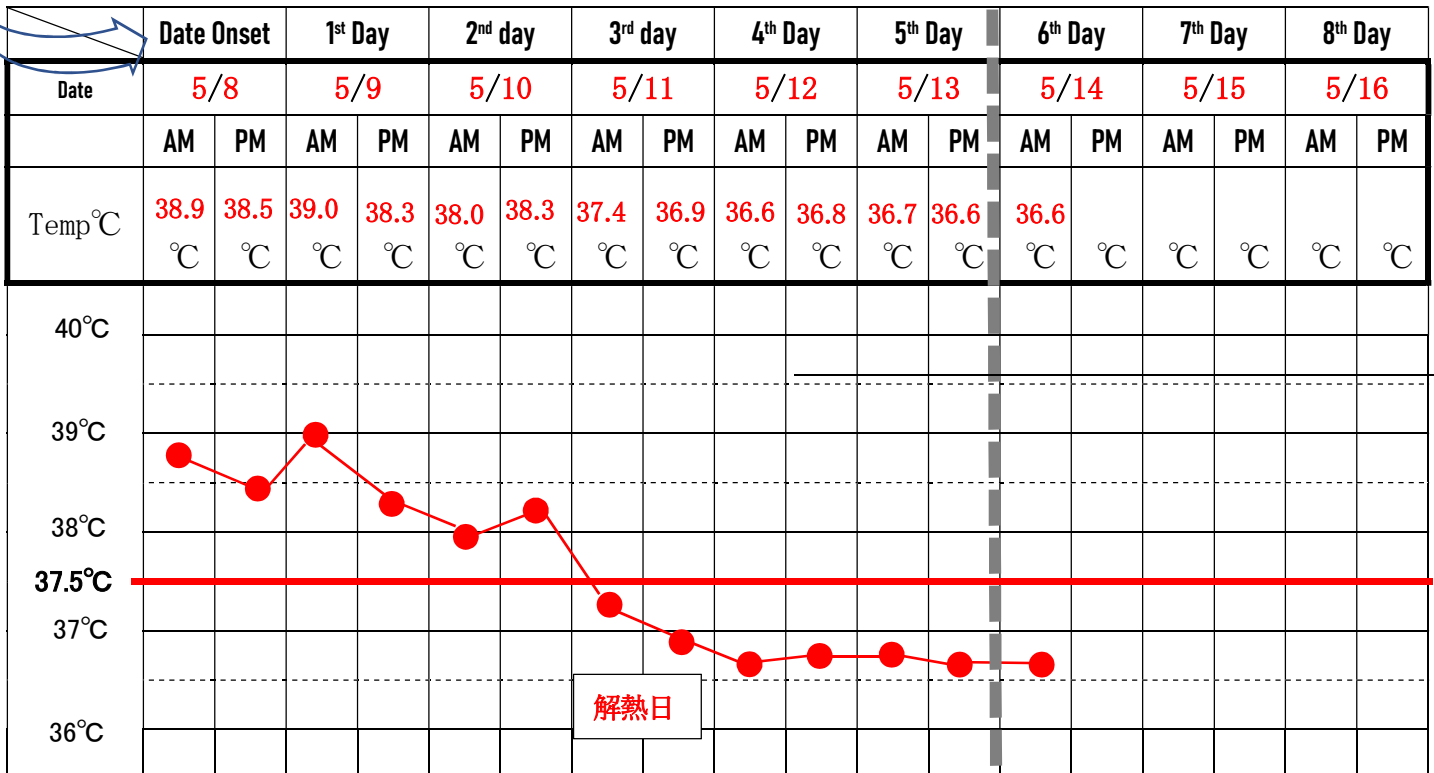 Date Onset 1st Day 2nd day 3rd day 4th Day 5th Day 6th Day 7th Day 8th Day
Date 5/8 5/9 5/10 5/11 5/12 5/13 5/14 5/15 5/16
AM PM AM PM AM PM AM PM AM PM AM PM AM PM AM PM AM PM
Temp℃ 38.9 38.5 39.0 38.3 38.0 38.3 37.4 36.9 36.6 36.8 36.7 36.6 36.6
℃ ℃ ℃ ℃ ℃ ℃ ℃ ℃ ℃ ℃ ℃ ℃ ℃ ℃ ℃ ℃ ℃ ℃
40℃
39℃
38℃
37.5℃
37℃
解熱日
36℃